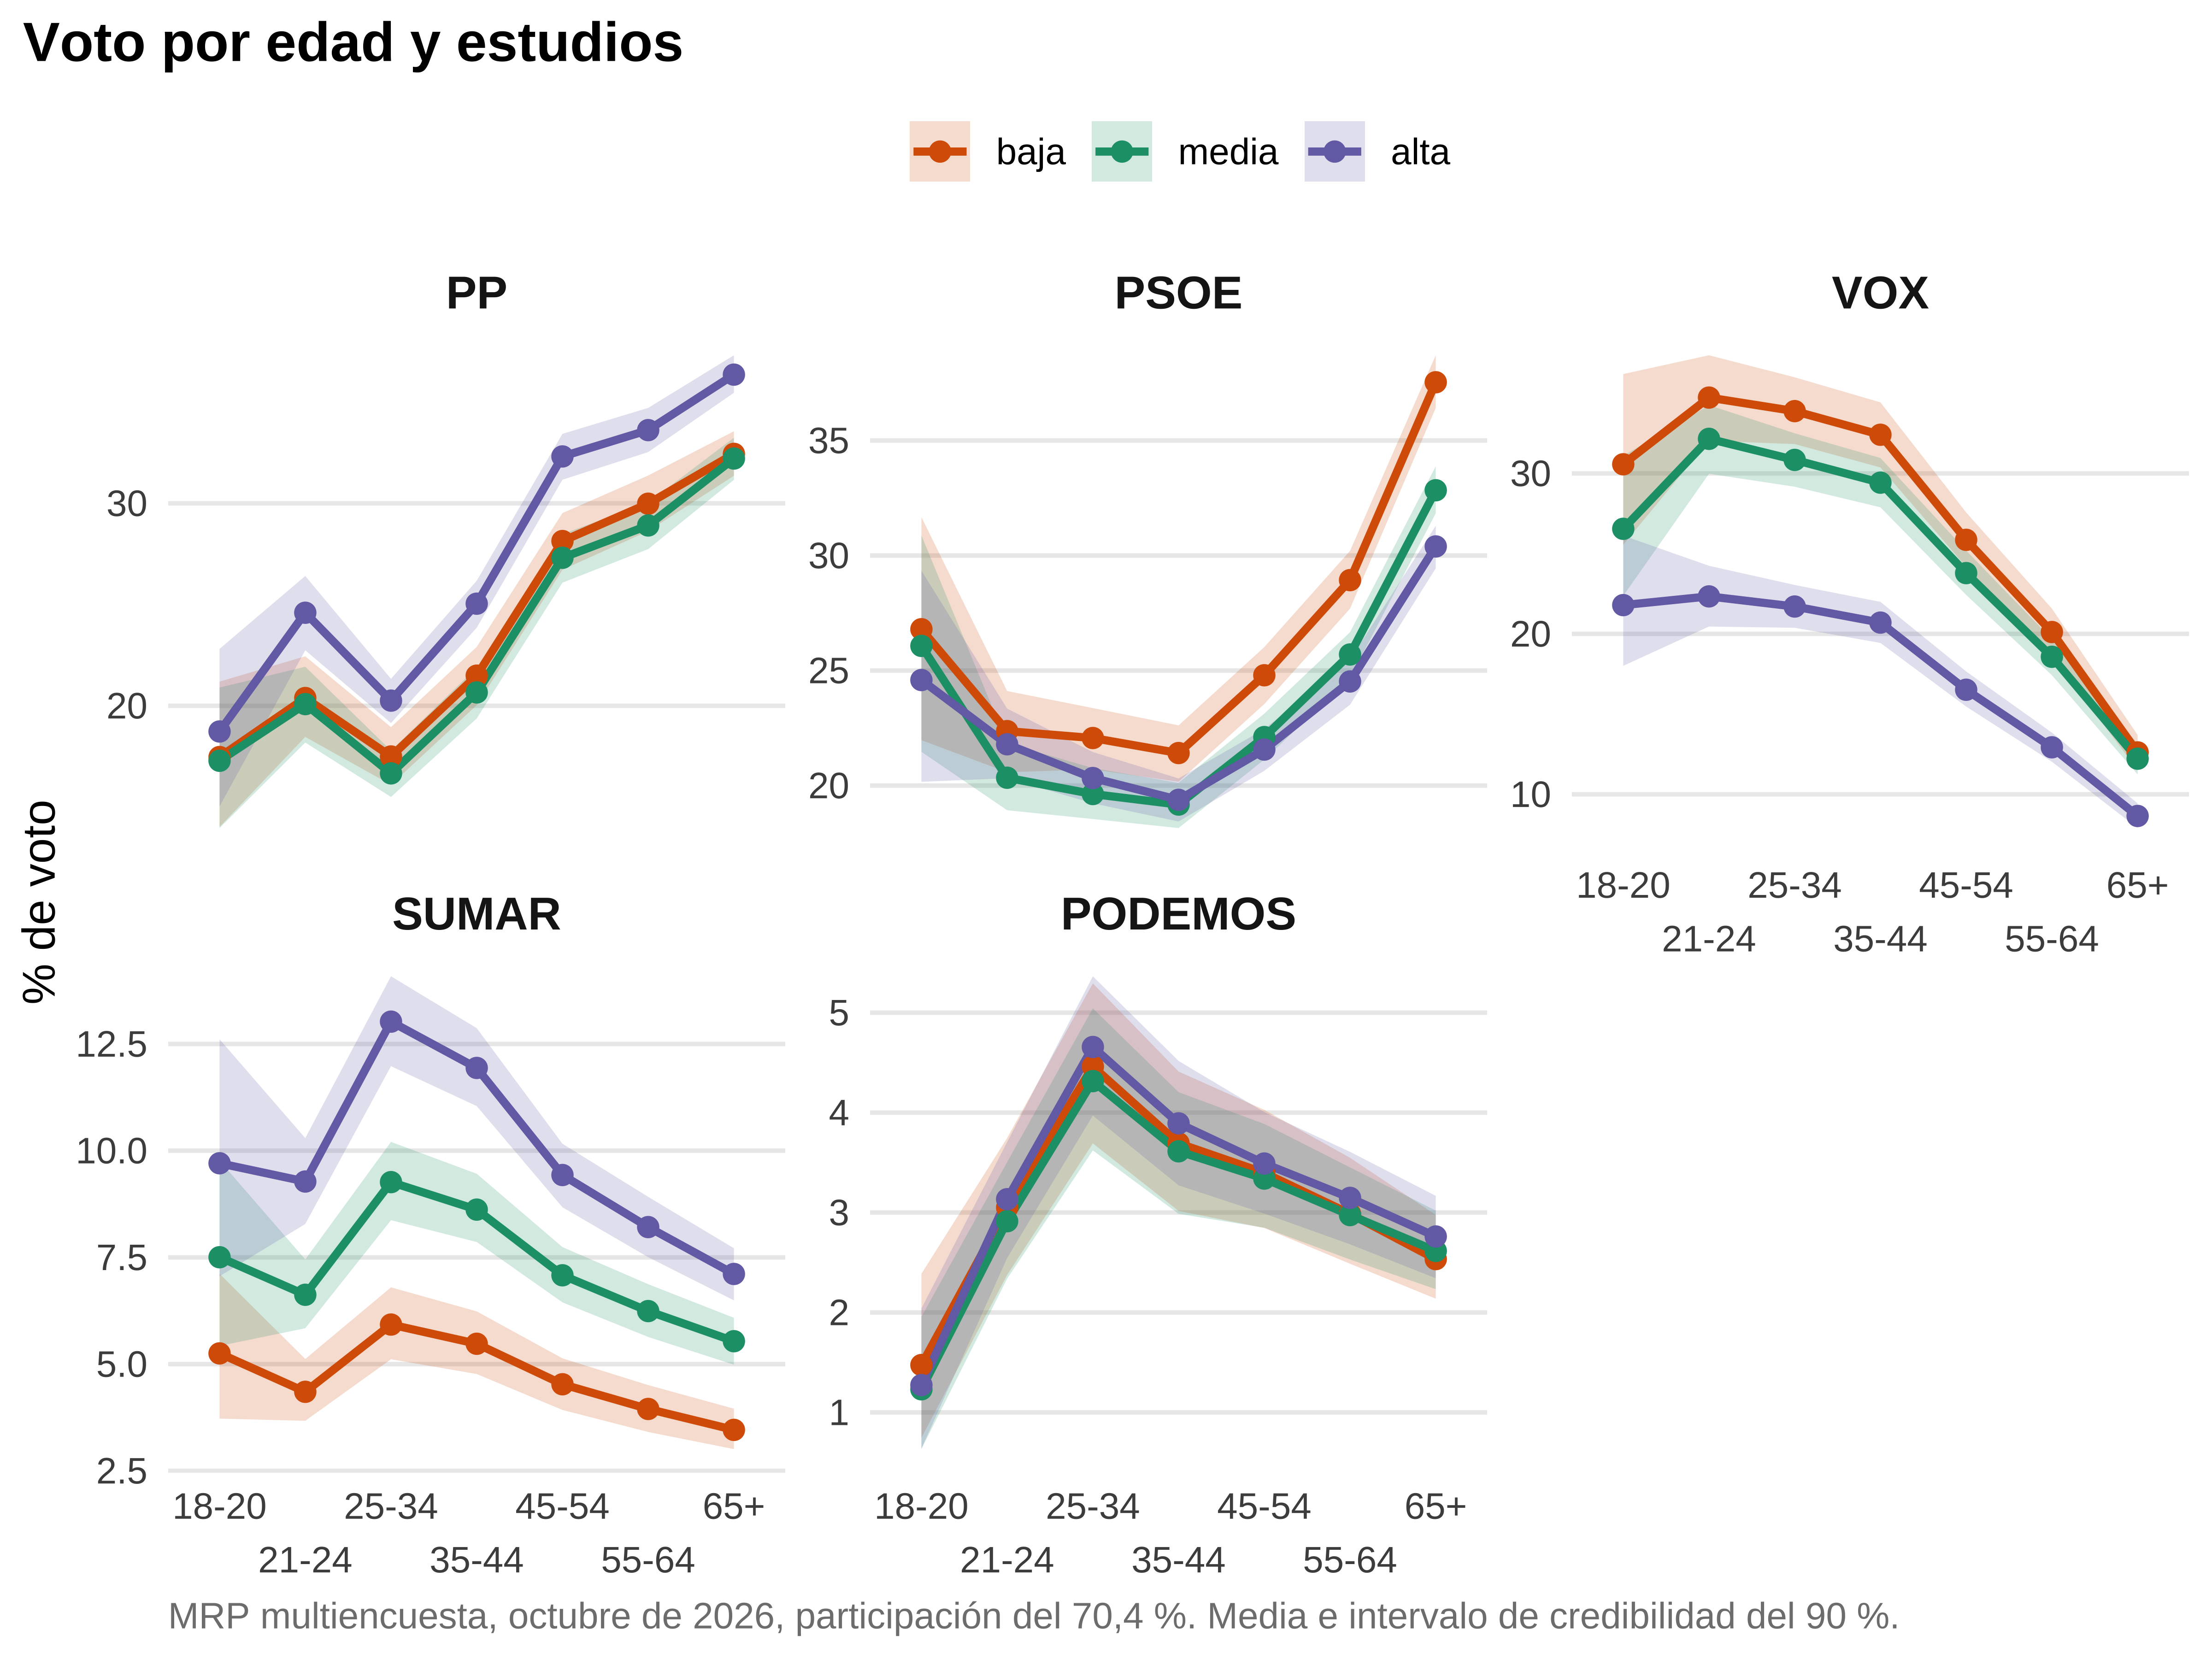 Voto por edad y estudios
baja media alta
PP PSOE VOX
% de voto
30
20
35
30
25
20
30
20
10
18-20 25-34 45-54 65+
21-24 35-44 55-64
SUMAR PODEMOS
12.5
10.0
7.5
5.0
2.5
5
4
3
2
1
18-20 25-34 45-54 65+ 18-20 25-34 45-54 65+
21-24 35-44 55-64 21-24 35-44 55-64
MRP multiencuesta, octubre de 2026, participación del 70,4 %. Media e intervalo de credibilidad del 90 %.